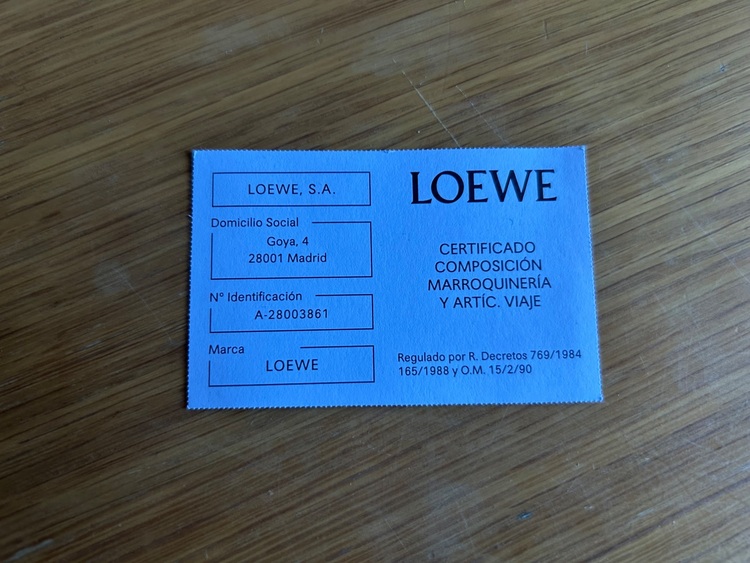 LOEWE, S.A.
Domicilio Social
Goya, 4
28001 Madrid
Nº Identificación
A-28003861
Marca
LOEWE
LOEWE
CERTIFICADO
COMPOSICIÓN
MARROQUINERÍA
Y ARTÍC. VIAJE
Regulado por R. Decretos 769/1984
165/1988 y O.M. 15/2/90